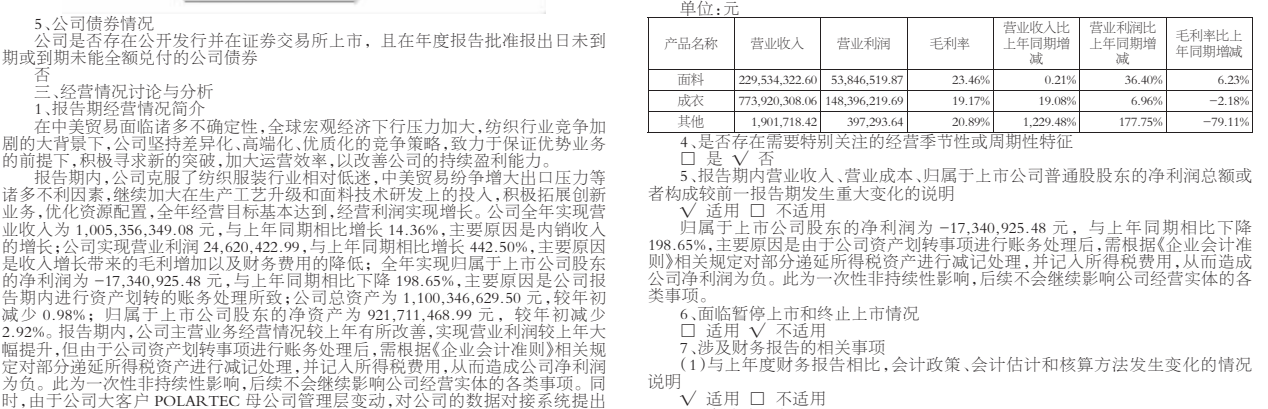 5、公司债券情况
公司是否存在公开发行并在证券交易所上市，且在年度报告批准报出日未到
期或到期未能全额兑付的公司债券
否
三、经营情况讨论与分析
1、报告期经营情况简介
在中美贸易面临诸多不确定性,全球宏观经济下行压力加大,纺织行业竞争加
剧的大背景下,公司坚持差异化、高端化、优质化的竞争策略,致力于保证优势业务
的前提下,积极寻求新的突破,加大运营效率,以改善公司的持续盈利能力。
报告期内,公司克服了纺织服装行业相对低迷,中美贸易纷争增大出口压力等
诸多不利因素,继续加大在生产工艺升级和面料技术研发上的投入,积极拓展创新
业务,优化资源配置,全年经营目标基本达到,经营利润实现增长。公司全年实现营
业收入为 1,005,356,349.08 元,与上年同期相比增长 14.36%,主要原因是内销收入
的增长;公司实现营业利润 24,620,422.99,与上年同期相比增长 442.50%,主要原因
是收入增长带来的毛利增加以及财务费用的降低；全年实现归属于上市公司股东
的净利润为 -17,340,925.48 元,与上年同期相比下降 198.65%,主要原因是公司报
告期内进行资产划转的账务处理所致;公司总资产为 1,100,346,629.50 元,较年初
减少 0.98%；归属于上市公司股东的净资产为 921,711,468.99 元，较年初减少
2.92%。报告期内,公司主营业务经营情况较上年有所改善,实现营业利润较上年大
幅提升,但由于公司资产划转事项进行账务处理后,需根据《企业会计准则》相关规
定对部分递延所得税资产进行减记处理,并记入所得税费用,从而造成公司净利润
为负。此为一次性非持续性影响,后续不会继续影响公司经营实体的各类事项。同
时,由于公司大客户 POLARTEC 母公司管理层变动,对公司的数据对接系统提出
单位:元
产品名称 营业收入 营业利润 毛利率 营业收入比上年同期增减 营业利润比上年同期增减 毛利率比上年同期增减
面料 229,534,322.60 53,846,519.87 23.46% 0.21% 36.40% 6.23%
成衣 773,920,308.06 148,396,219.69 19.17% 19.08% 6.96% -2.18%
其他 1,901,718.42 397,293.64 20.89% 1,229.48% 177.75% -79.11%
4、是否存在需要特别关注的经营季节性或周期性特征
□ 是 √ 否
5、报告期内营业收入、营业成本、归属于上市公司普通股股东的净利润总额或
者构成较前一报告期发生重大变化的说明
√ 适用 □ 不适用
归属于上市公司股东的净利润为 -17,340,925.48 元，与上年同期相比下降
198.65%,主要原因是由于公司资产划转事项进行账务处理后,需根据《企业会计准
则》相关规定对部分递延所得税资产进行减记处理,并记入所得税费用,从而造成
公司净利润为负。此为一次性非持续性影响,后续不会继续影响公司经营实体的各
类事项。
6、面临暂停上市和终止上市情况
□ 适用 √ 不适用
7、涉及财务报告的相关事项
(1)与上年度财务报告相比,会计政策、会计估计和核算方法发生变化的情况
说明
√ 适用 □ 不适用